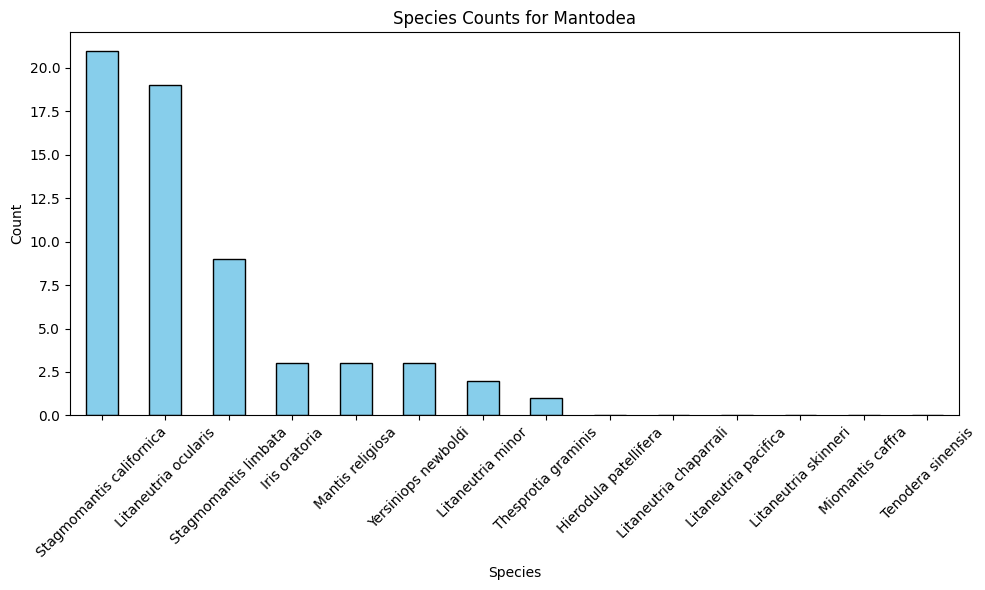 Species Counts for Mantodea
20.0
17.5
15.0
12.5
10.0
7.5
5.0
2.5
0.0
Count
Stagmomantis californica
Litaneutria ocularis
Stagmomantis limbata
Iris oratoria
Mantis religiosa
Yersiniops newboldi
Litaneutria minor
Thesprotia graminis
Hierodula patellifera
Litaneutria chaparrali
Litaneutria pacifica
Litaneutria skinneri
Miomantis caffra
Tenodera sinensis
Species